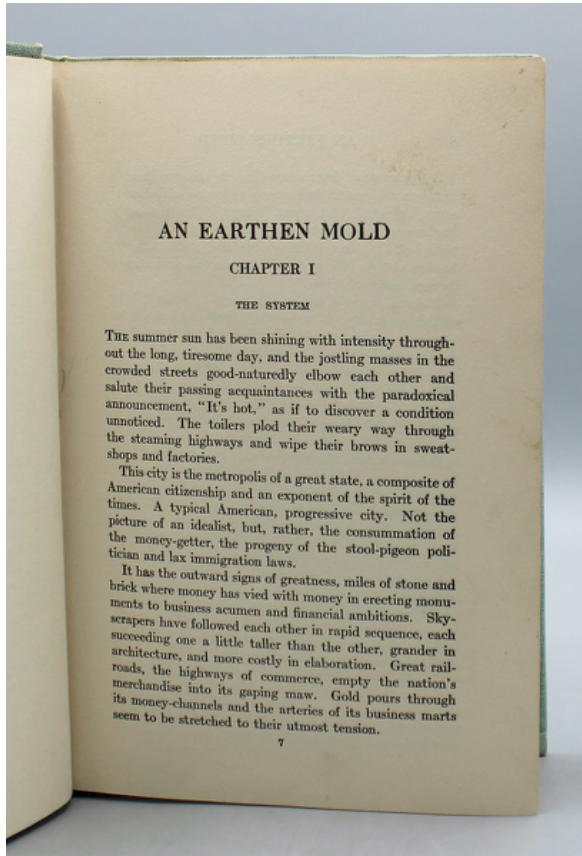 AN EARTHEN MOLD
CHAPTER I
THE SYSTEM
THE summer sun has been shining with intensity through-
out the long, tiresome day, and the jostling masses in the
crowded streets good-naturedly elbow each other and
salute their passing acquaintances with the paradoxical
announcement, "It's hot," as if to discover a condition
unnoticed. The toilers plod their weary way through
the steaming highways and wipe their brows in sweat-
shops and factories.
This city is the metropolis of a great state, a composite of
American citizenship and an exponent of the spirit of the
times. A typical American, progressive city. Not the
picture of an idealist, but, rather, the consummation of
the money-getter, the progeny of the stool-pigeon poli-
tician and lax immigration laws.
It has the outward signs of greatness, miles of stone and
brick where money has vied with money in erecting monu-
ments to business acumen and financial ambitions. Sky-
scrapers have followed each other in rapid sequence, each
succeeding one a little taller than the other, grander in
architecture, and more costly in elaboration. Great rail-
roads, the highways of commerce, empty the nation's
merchandise into its gaping maw. Gold pours through
its money-channels and the arteries of its business marts
seem to be stretched to their utmost tension.
7